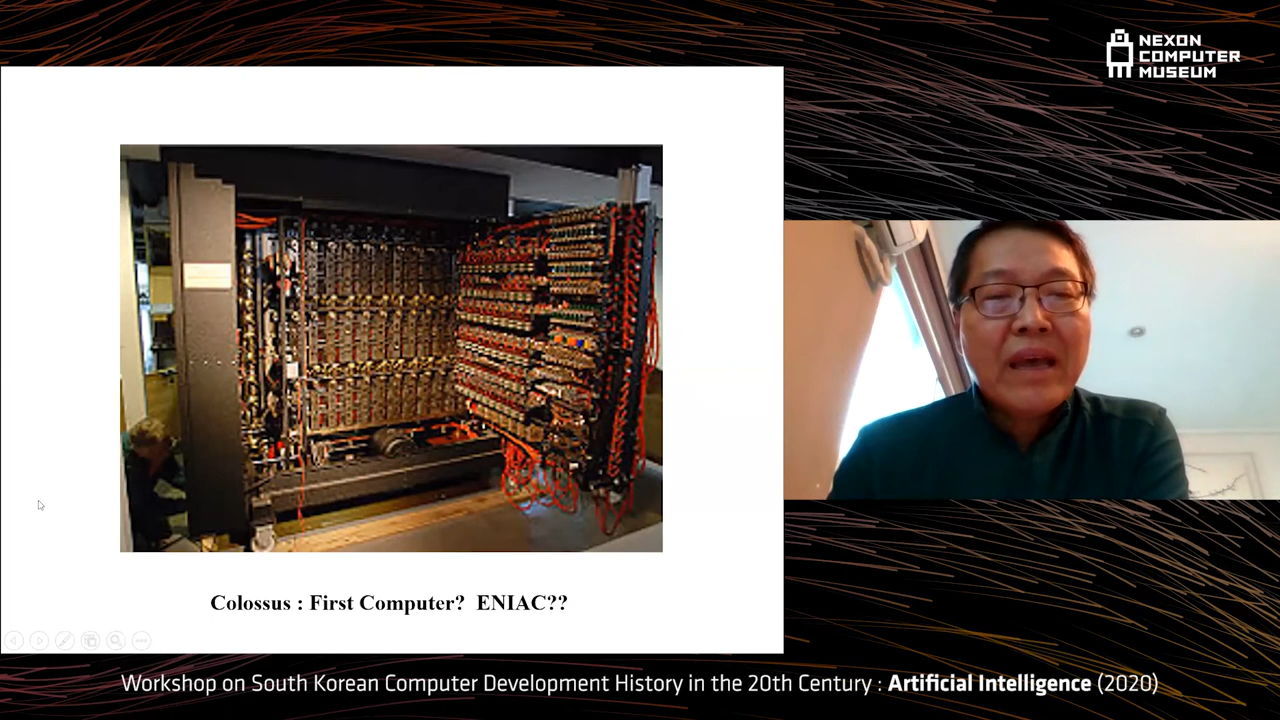 NEXON
COMPUTER
MUSEUM
Colossus : First Computer?  ENIAC??
Workshop on South Korean Computer Development History in the 20th Century : Artificial Intelligence (2020)